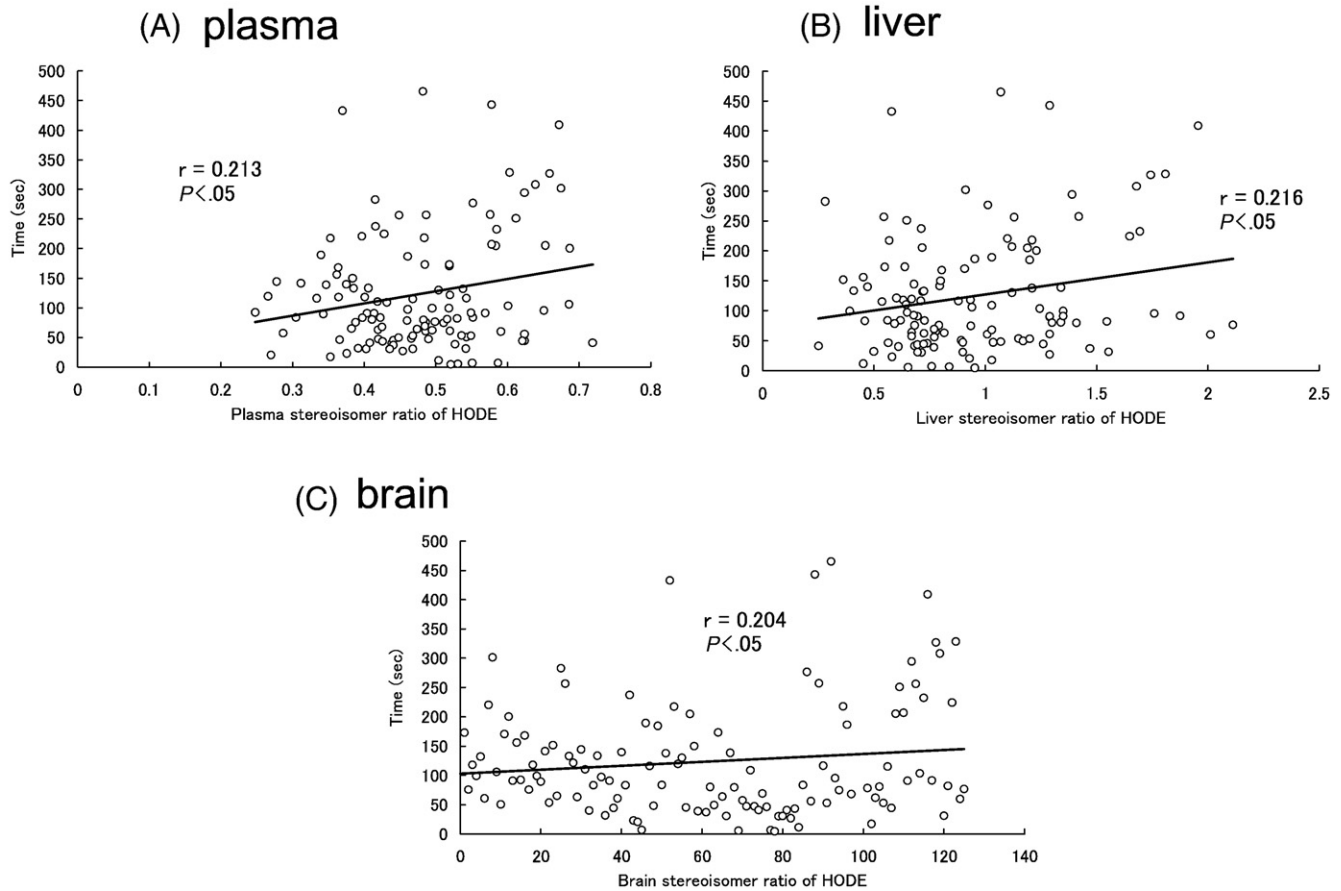 (A) plasma
500
450
400
350
300
250
200
150
100
50
0
Time (sec)
r = 0.213
P<.05
0 0.1 0.2 0.3 0.4 0.5 0.6 0.7 0.8
Plasma stereoisomer ratio of HODE
(B) liver
500
450
400
350
300
250
200
150
100
50
0
Time (sec)
r = 0.216
P<.05
0 0.5 1 1.5 2 2.5
Liver stereoisomer ratio of HODE
(C) brain
500
450
400
350
300
250
200
150
100
50
0
Time (sec)
r = 0.204
P<.05
0 20 40 60 80 100 120 140
Brain stereoisomer ratio of HODE